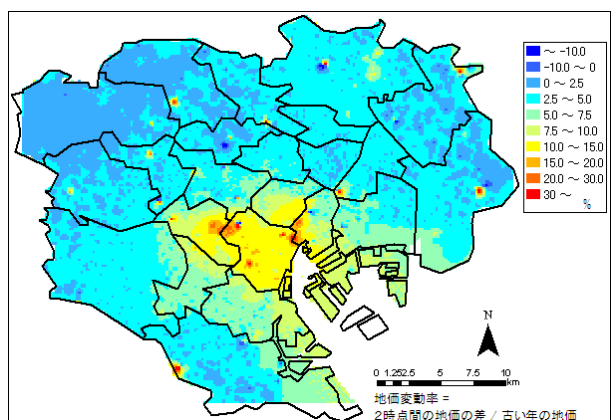 ～ -10.0
-10.0 ～ 0
0 ～ 2.5
2.5 ～ 5.0
5.0 ～ 7.5
7.5 ～ 10.0
10.0 ～ 15.0
15.0 ～ 20.0
20.0 ～ 30.0
30 ～
%
N
0 1.25 2.5 5 7.5 10
km
地価変動率 =
2時点間の地価の差 / 古い年の地価